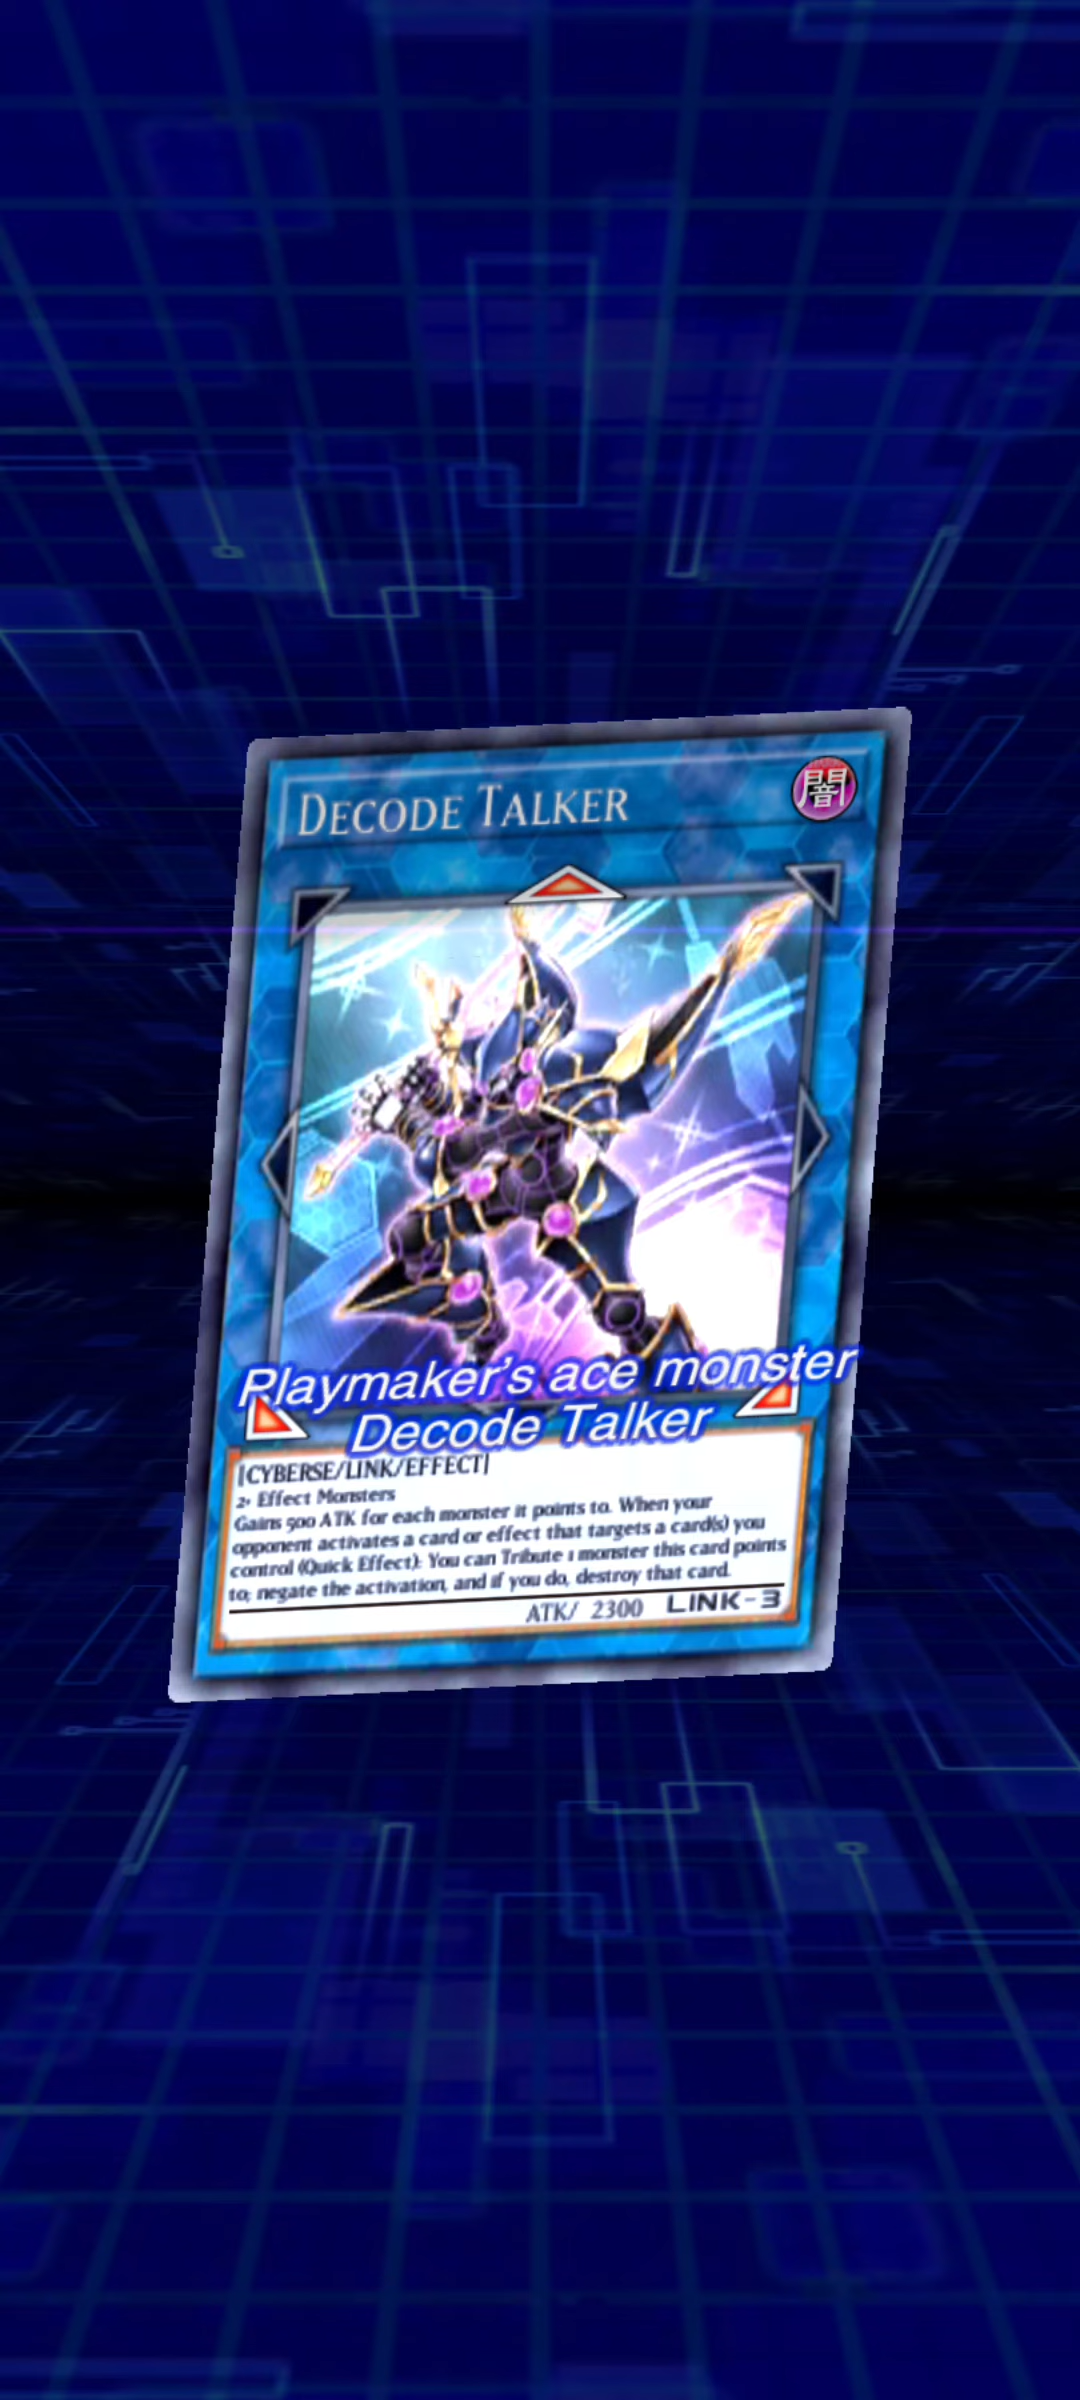 DECODE TALKER
闇
Playmaker's ace monster
Decode Talker
[CYBERSE/LINK/EFFECT]
2+ Effect Monsters
Gains 500 ATK for each monster it points to. When your
opponent activates a card or effect that targets a card(s) you
control (Quick Effect): You can Tribute 1 monster this card points
to; negate the activation, and if you do, destroy that card.
ATK/ 2300 LINK-3